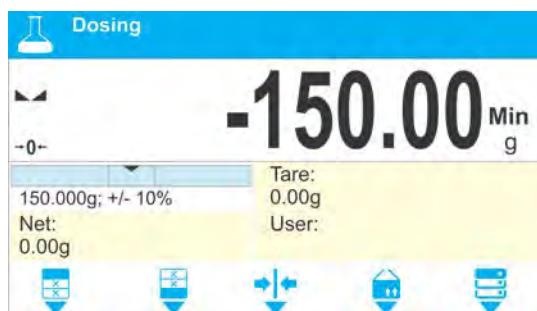 Dosing
-150.00
Min
g
→0←
150.000g; +/- 10%
Tare:
0.00g
Net:
0.00g
User: